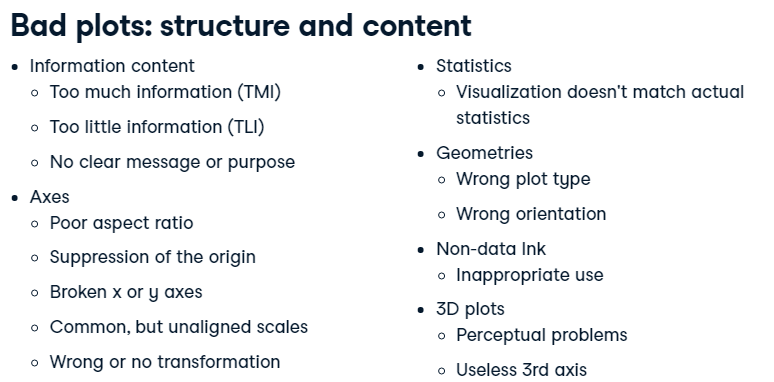 Bad plots: structure and content
Information content
Too much information (TMI)
Too little information (TLI)
No clear message or purpose
Axes
Poor aspect ratio
Suppression of the origin
Broken x or y axes
Common, but unaligned scales
Wrong or no transformation
Statistics
Visualization doesn't match actual
statistics
Geometries
Wrong plot type
Wrong orientation
Non-data Ink
Inappropriate use
3D plots
Perceptual problems
Useless 3rd axis